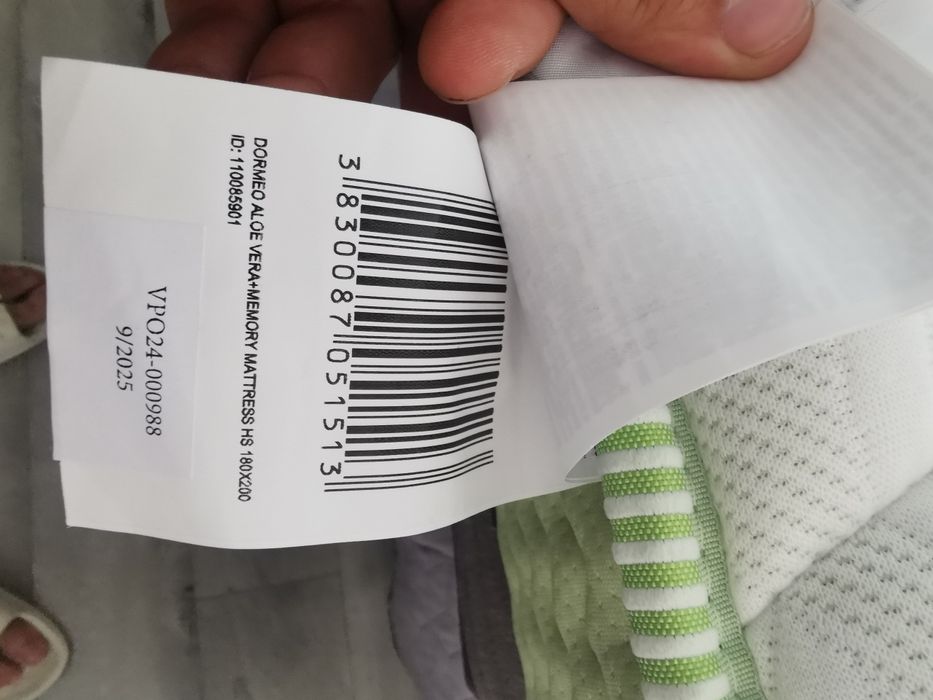 DORMEO ALOE VERA+MEMORY MATTRESS HS 180X200
ID: 110085901
3 830087 051513
VPO24-000988
9/2025